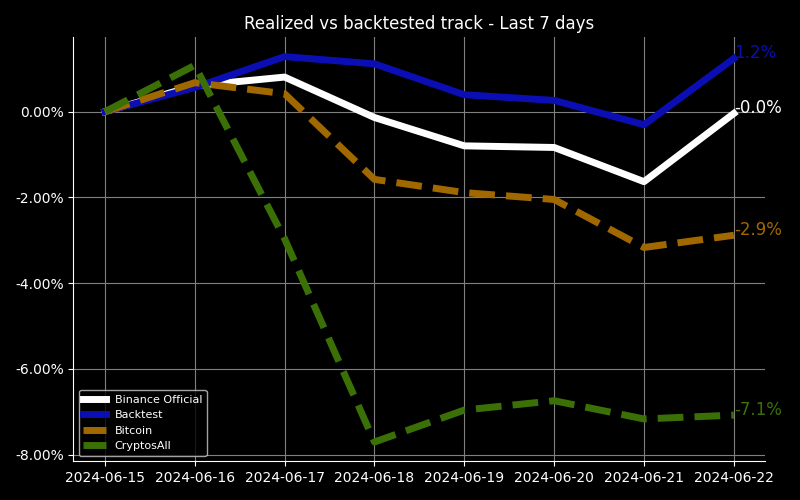 Realized vs backtested track - Last 7 days
1.2%
-0.0%
-2.9%
-7.1%
0.00%
-2.00%
-4.00%
-6.00%
-8.00%
Binance Official
Backtest
Bitcoin
CryptosAll
2024-06-15 2024-06-16 2024-06-17 2024-06-18 2024-06-19 2024-06-20 2024-06-21 2024-06-22